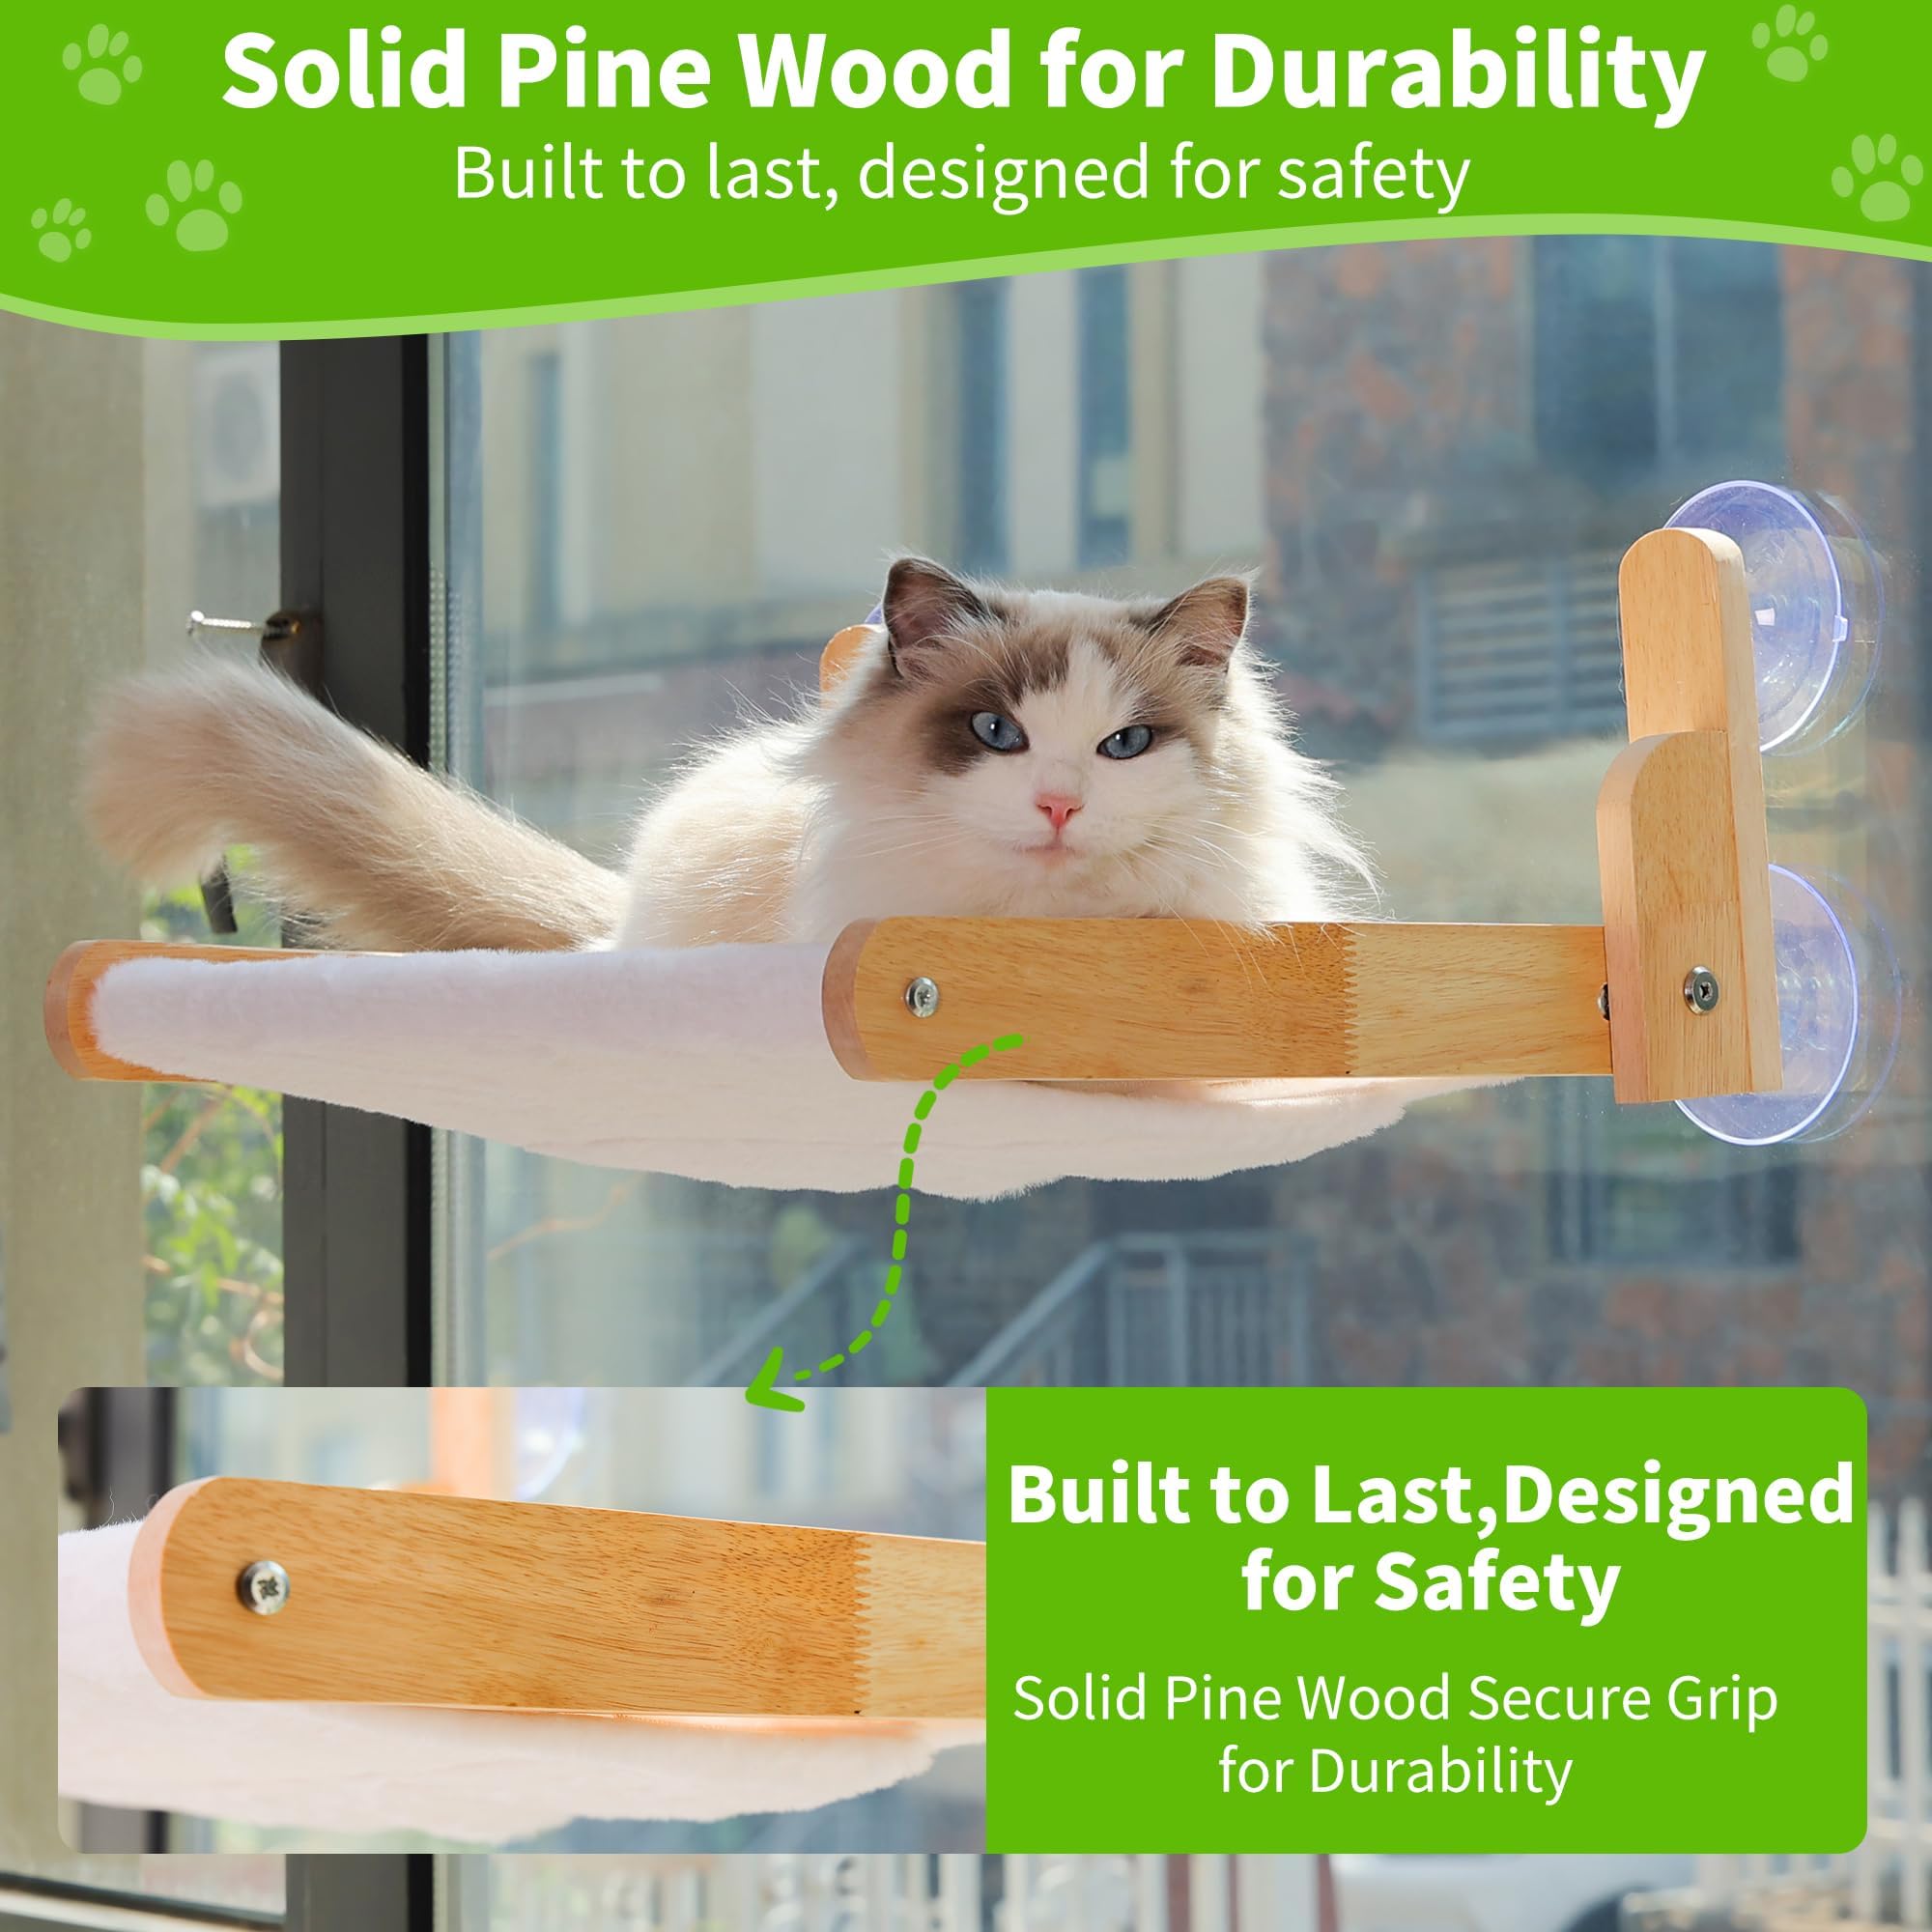 Solid Pine Wood for Durability
Built to last, designed for safety
Built to Last,Designed
for Safety
Solid Pine Wood Secure Grip
for Durability